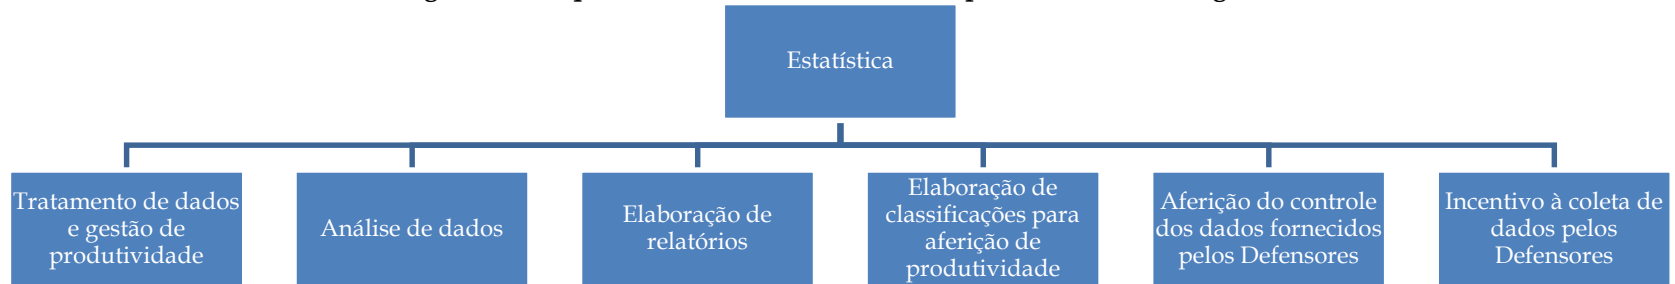 Estatística
Tratamento de dados
e gestão de
produtividade
Análise de dados
Elaboração de
relatórios
Elaboração de
classificações para
aferição de
produtividade
Aferição do controle
dos dados fornecidos
pelos Defensores
Incentivo à coleta de
dados pelos
Defensores